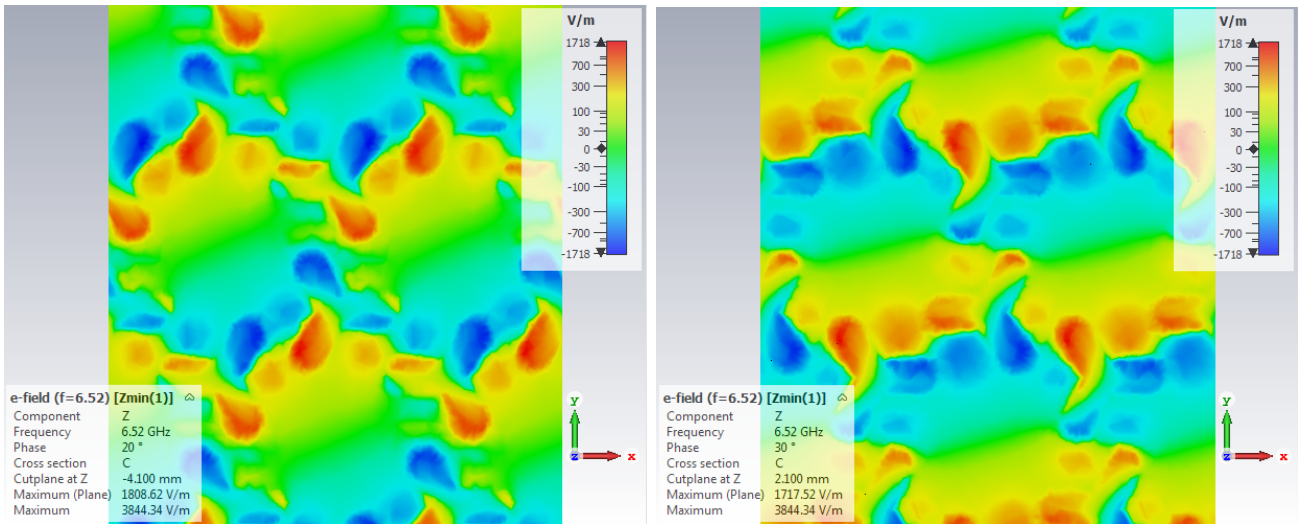 V/m
1718
700
300
100
30
0
-30
-100
-300
-700
-1718
y
z
x
e-field (f=6.52) [Zmin(1)]
Component Z
Frequency 6.52 GHz
Phase 20 °
Cross section C
Cutplane at Z -4.100 mm
Maximum (Plane) 1808.62 V/m
Maximum 3844.34 V/m
V/m
1718
700
300
100
30
0
-30
-100
-300
-700
-1718
y
z
x
e-field (f=6.52) [Zmin(1)]
Component Z
Frequency 6.52 GHz
Phase 30 °
Cross section C
Cutplane at Z 2.100 mm
Maximum (Plane) 1717.52 V/m
Maximum 3844.34 V/m